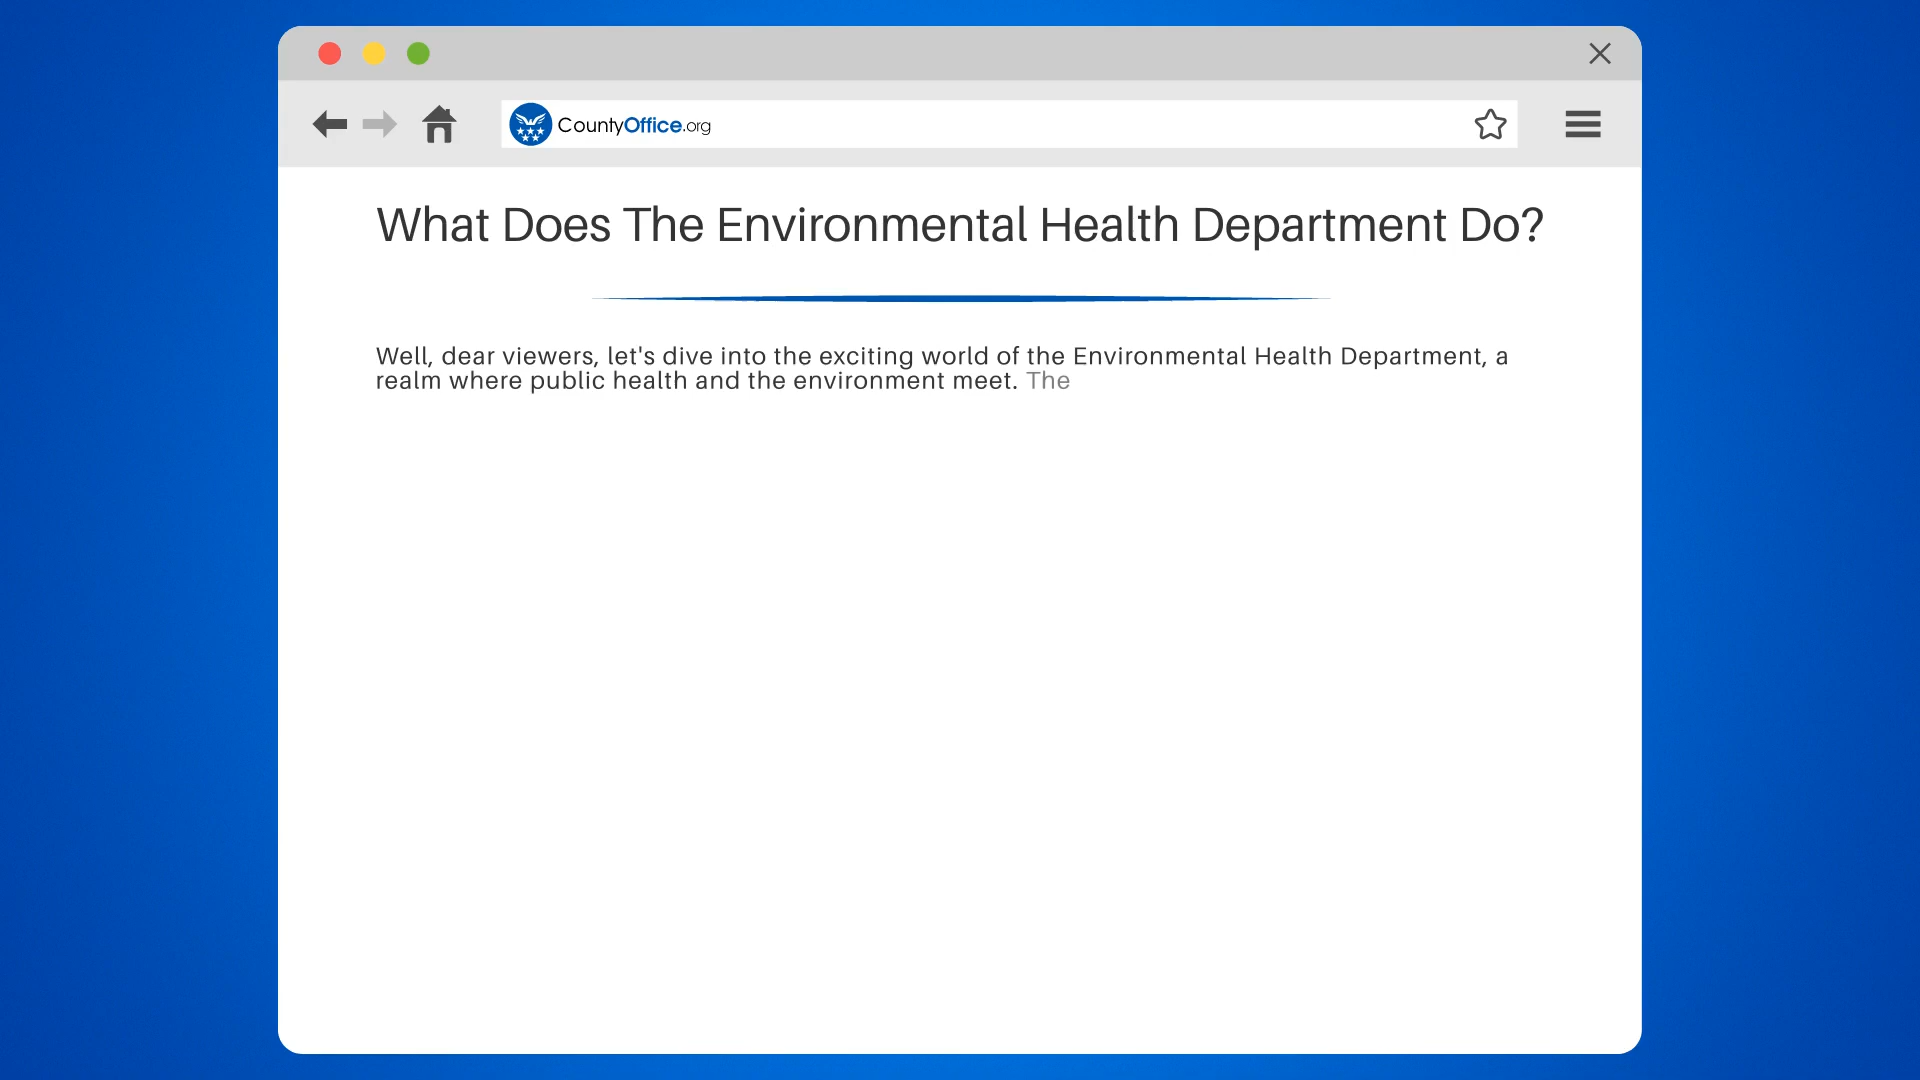 CountyOffice.org
What Does The Environmental Health Department Do?
Well, dear viewers, let's dive into the exciting world of the Environmental Health Department, a
realm where public health and the environment meet. The